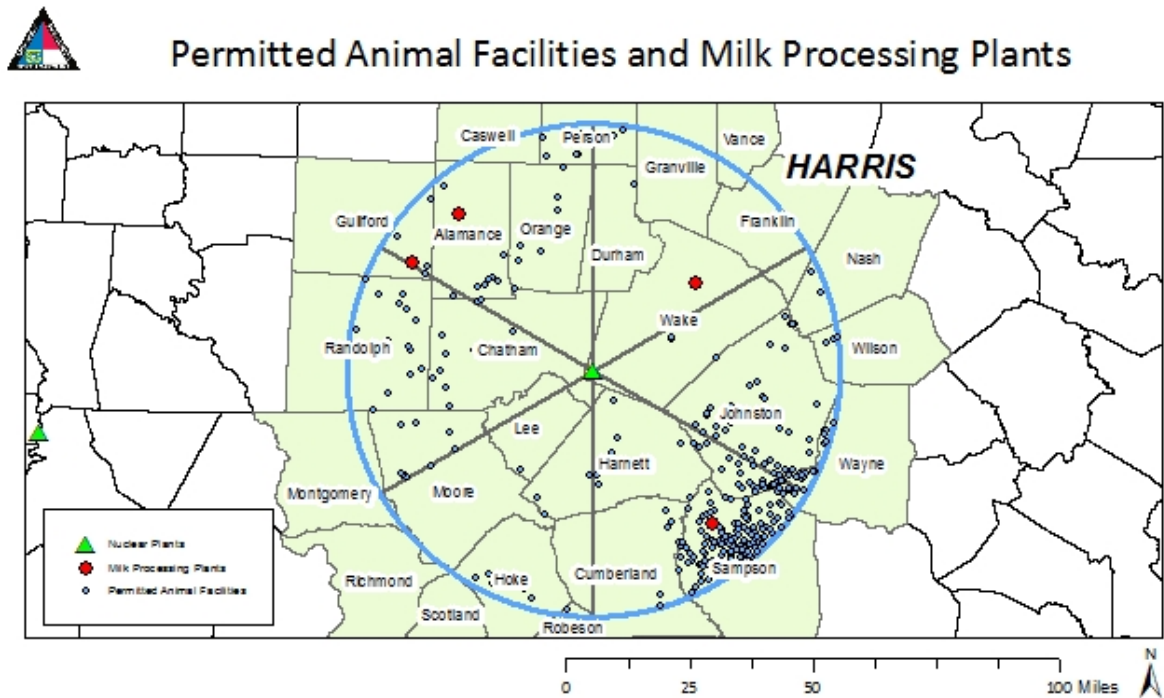 Permitted Animal Facilities and Milk Processing Plants
Caswell
Person
Vance
Granville
HARRIS
Guilford
Alamance
Orange
Franklin
Durham
Nash
Wake
Randolph
Chatham
Wilson
Lee
Johnston
Harnett
Wayne
Montgomery
Moore
Nuclear Plants
Milk Processing Plants
Permitted Animal Facilities
Richmond
Hoke
Cumberland
Sampson
Scotland
Robeson
N
0 25 50 100 Miles